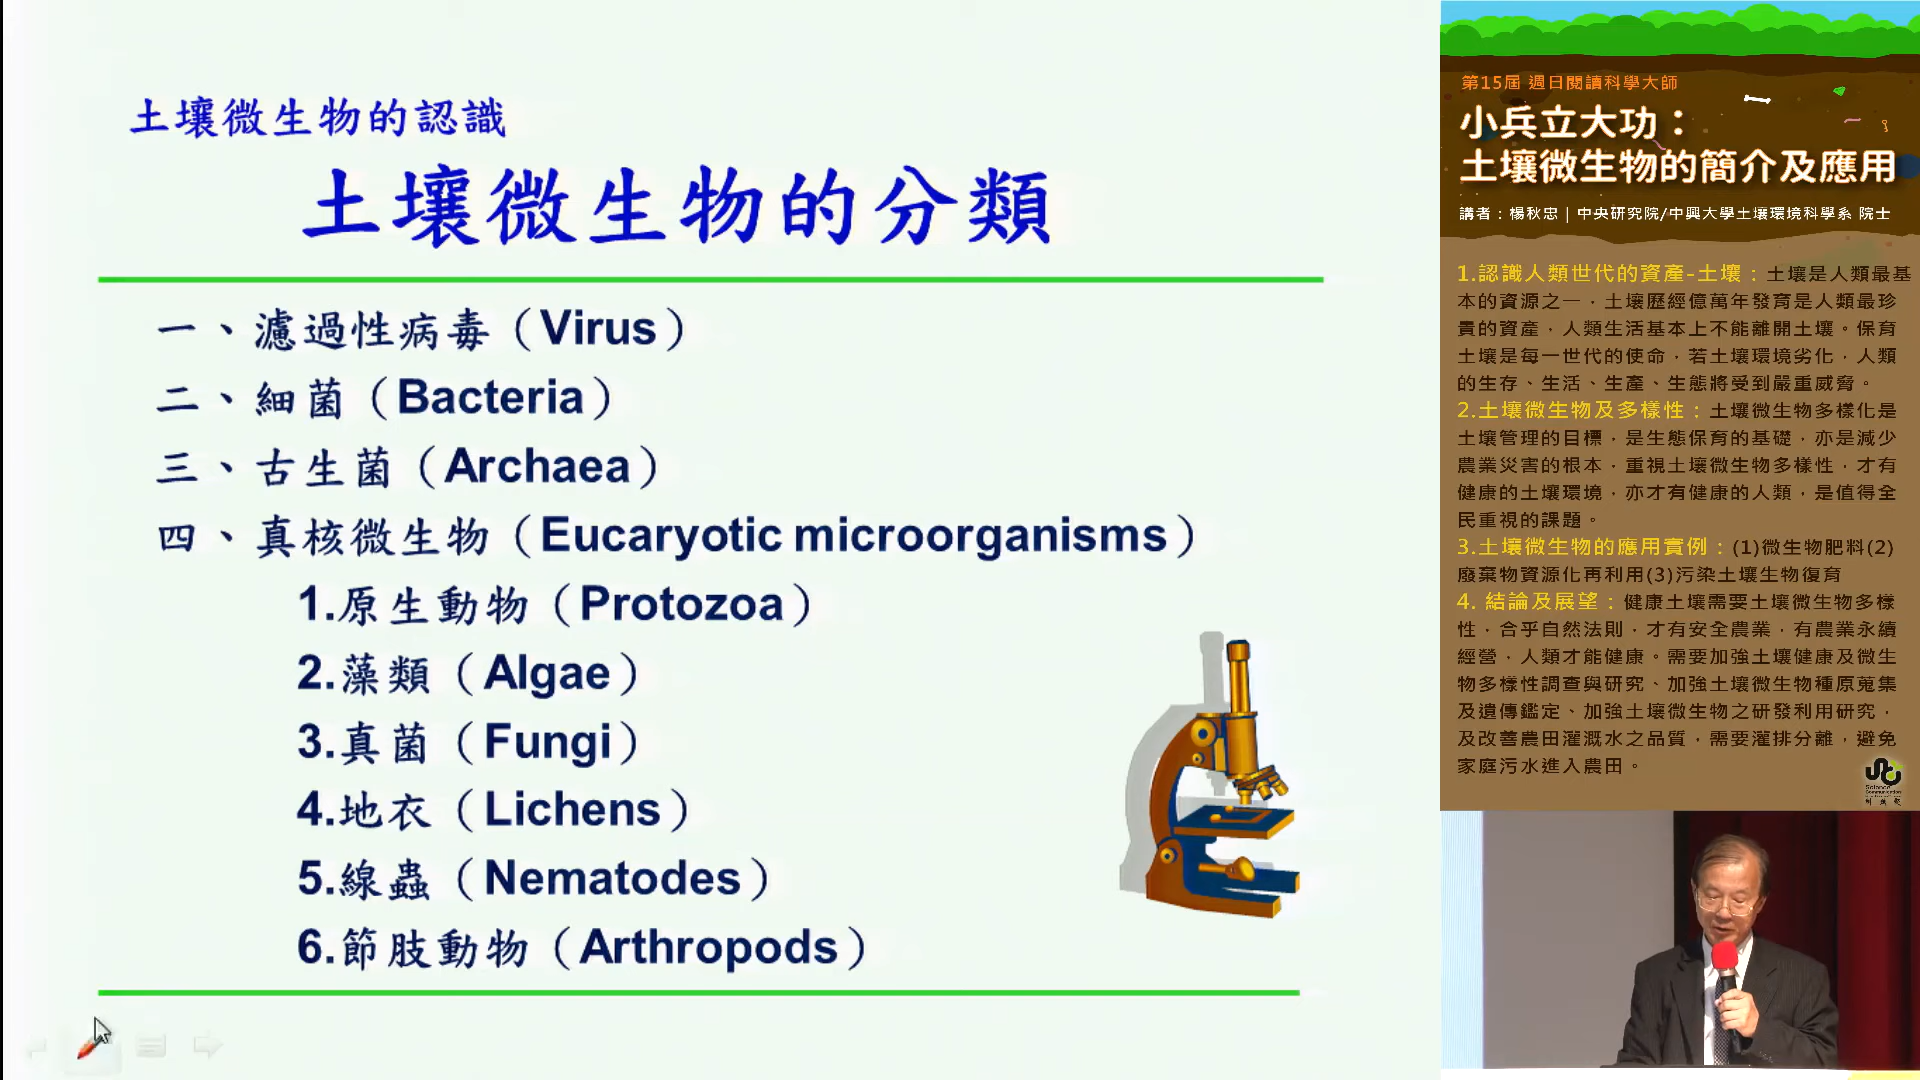 土壤微生物的認識
土壤微生物的分類
一、濾過性病毒（Virus）
二、細菌（Bacteria）
三、古生菌（Archaea）
四、真核微生物（Eucaryotic microorganisms）
1.原生動物（Protozoa）
2.藻類（Algae）
3.真菌（Fungi）
4.地衣（Lichens）
5.線蟲（Nematodes）
6.節肢動物（Arthropods）
第15屆 週日閱讀科學大師
小兵立大功：
土壤微生物的簡介及應用
講者：楊秋忠｜中央研究院/中興大學土壤環境科學系 院士
1.認識人類世代的資產-土壤：土壤是人類最基
本的資源之一，土壤歷經億萬年發育是人類最珍
貴的資產，人類生活基本上不能離開土壤。保育
土壤是每一世代的使命，若土壤環境劣化，人類
的生存、生活、生產、生態將受到嚴重威脅。
2.土壤微生物及多樣性：土壤微生物多樣化是
土壤管理的目標，是生態保育的基礎，亦是減少
農業災害的根本，重視土壤微生物多樣性，才有
健康的土壤環境，亦才有健康的人類，是值得全
民重視的課題。
3.土壤微生物的應用實例：(1)微生物肥料(2)
廢棄物資源化再利用(3)污染土壤生物復育
4. 結論及展望：健康土壤需要土壤微生物多樣
性，合乎自然法則，才有安全農業，有農業永續
經營，人類才能健康。需要加強土壤健康及微生
物多樣性調查與研究、加強土壤微生物種原蒐集
及遺傳鑑定、加強土壤微生物之研發利用研究，
及改善農田灌溉水之品質，需要灌排分離，避免
家庭污水進入農田。
Science
Communication